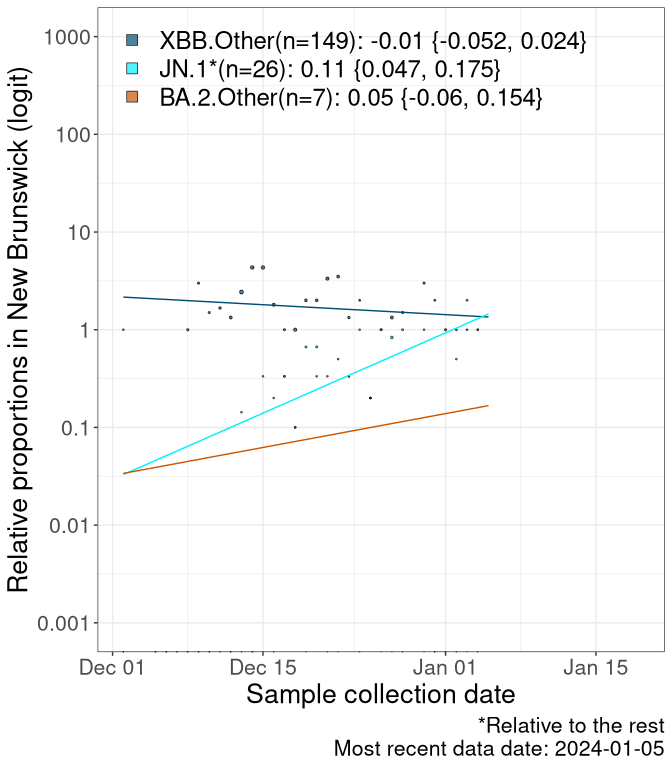 XBB.Other(n=149): -0.01 {-0.052, 0.024}
JN.1*(n=26): 0.11 {0.047, 0.175}
BA.2.Other(n=7): 0.05 {-0.06, 0.154}
Relative proportions in New Brunswick (logit)
1000
100
10
1
0.1
0.01
0.001
Dec 01 Dec 15 Jan 01 Jan 15
Sample collection date
*Relative to the rest
Most recent data date: 2024-01-05